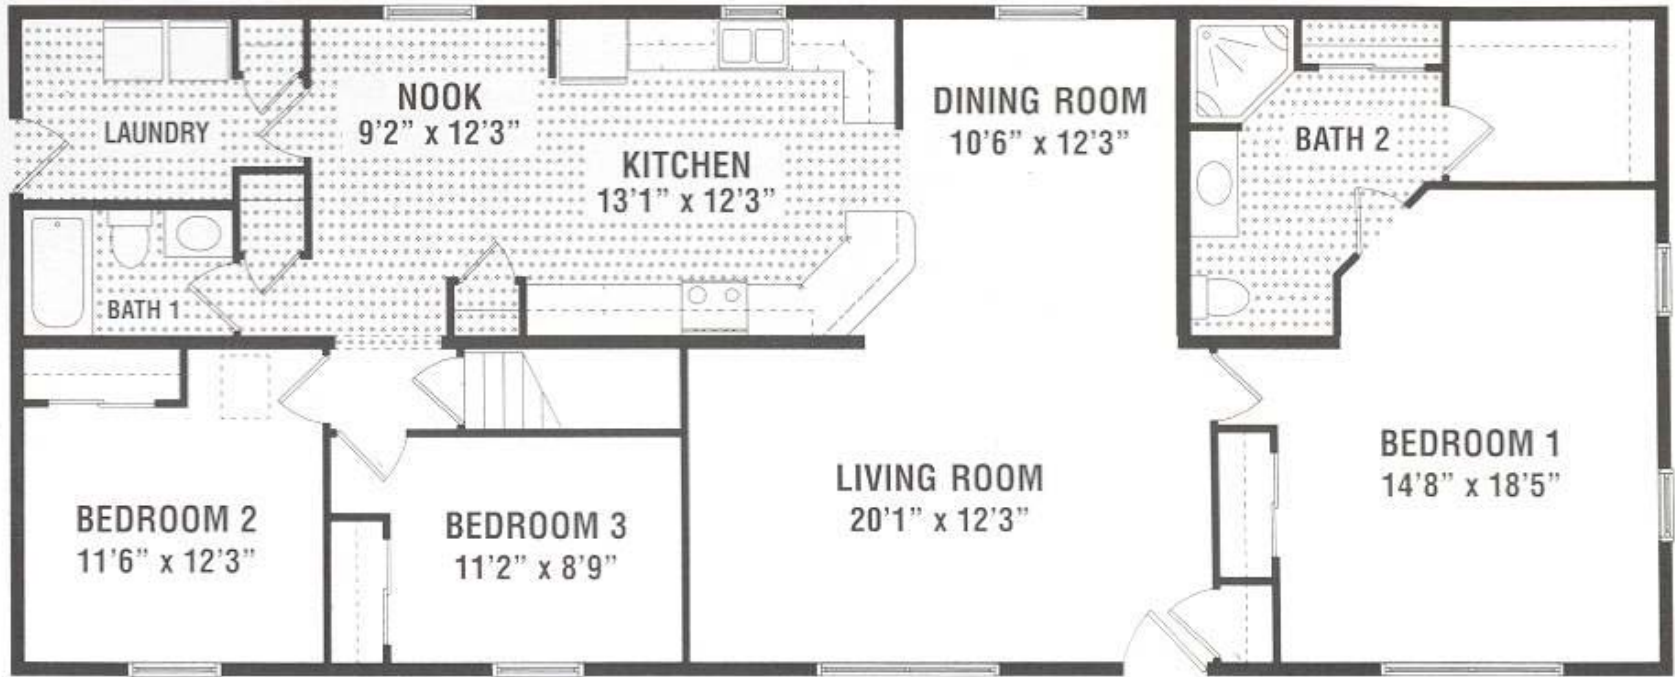 LAUNDRY
NOOK
9'2" x 12'3"
KITCHEN
13'1" x 12'3"
DINING ROOM
10'6" x 12'3"
BATH 2
BATH 1
BEDROOM 2
11'6" x 12'3"
BEDROOM 3
11'2" x 8'9"
LIVING ROOM
20'1" x 12'3"
BEDROOM 1
14'8" x 18'5"